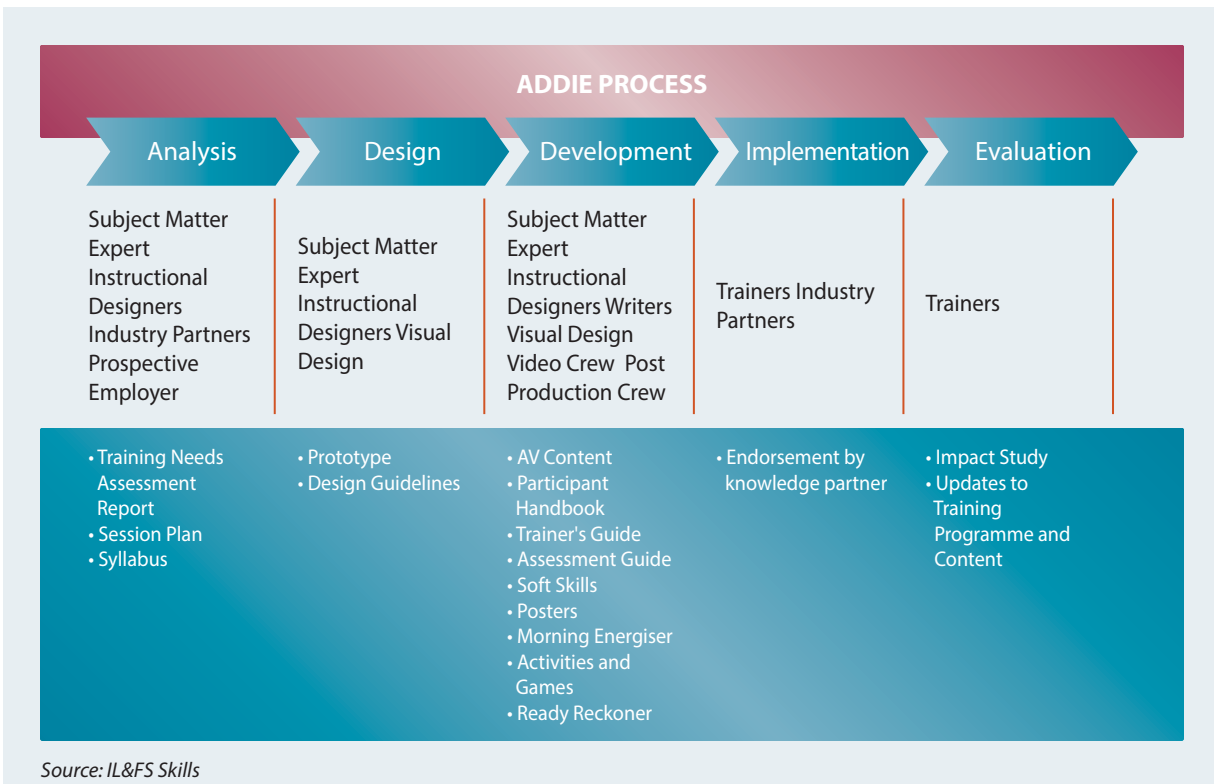 ADDIE PROCESS
Analysis
Design
Development
Implementation
Evaluation
Subject Matter
Expert
Instructional
Designers
Industry Partners
Prospective
Employer
Subject Matter
Expert
Instructional
Designers Visual
Design
Subject Matter
Expert
Instructional
Designers Writers
Visual Design
Video Crew Post
Production Crew
Trainers Industry
Partners
Trainers
• Training Needs
Assessment
Report
• Session Plan
• Syllabus
• Prototype
• Design Guidelines
• AV Content
• Participant
Handbook
• Trainer's Guide
• Assessment Guide
• Soft Skills
• Posters
• Morning Energiser
• Activities and
Games
• Ready Reckoner
• Endorsement by
knowledge partner
• Impact Study
• Updates to
Training
Programme and
Content
Source: IL&FS Skills